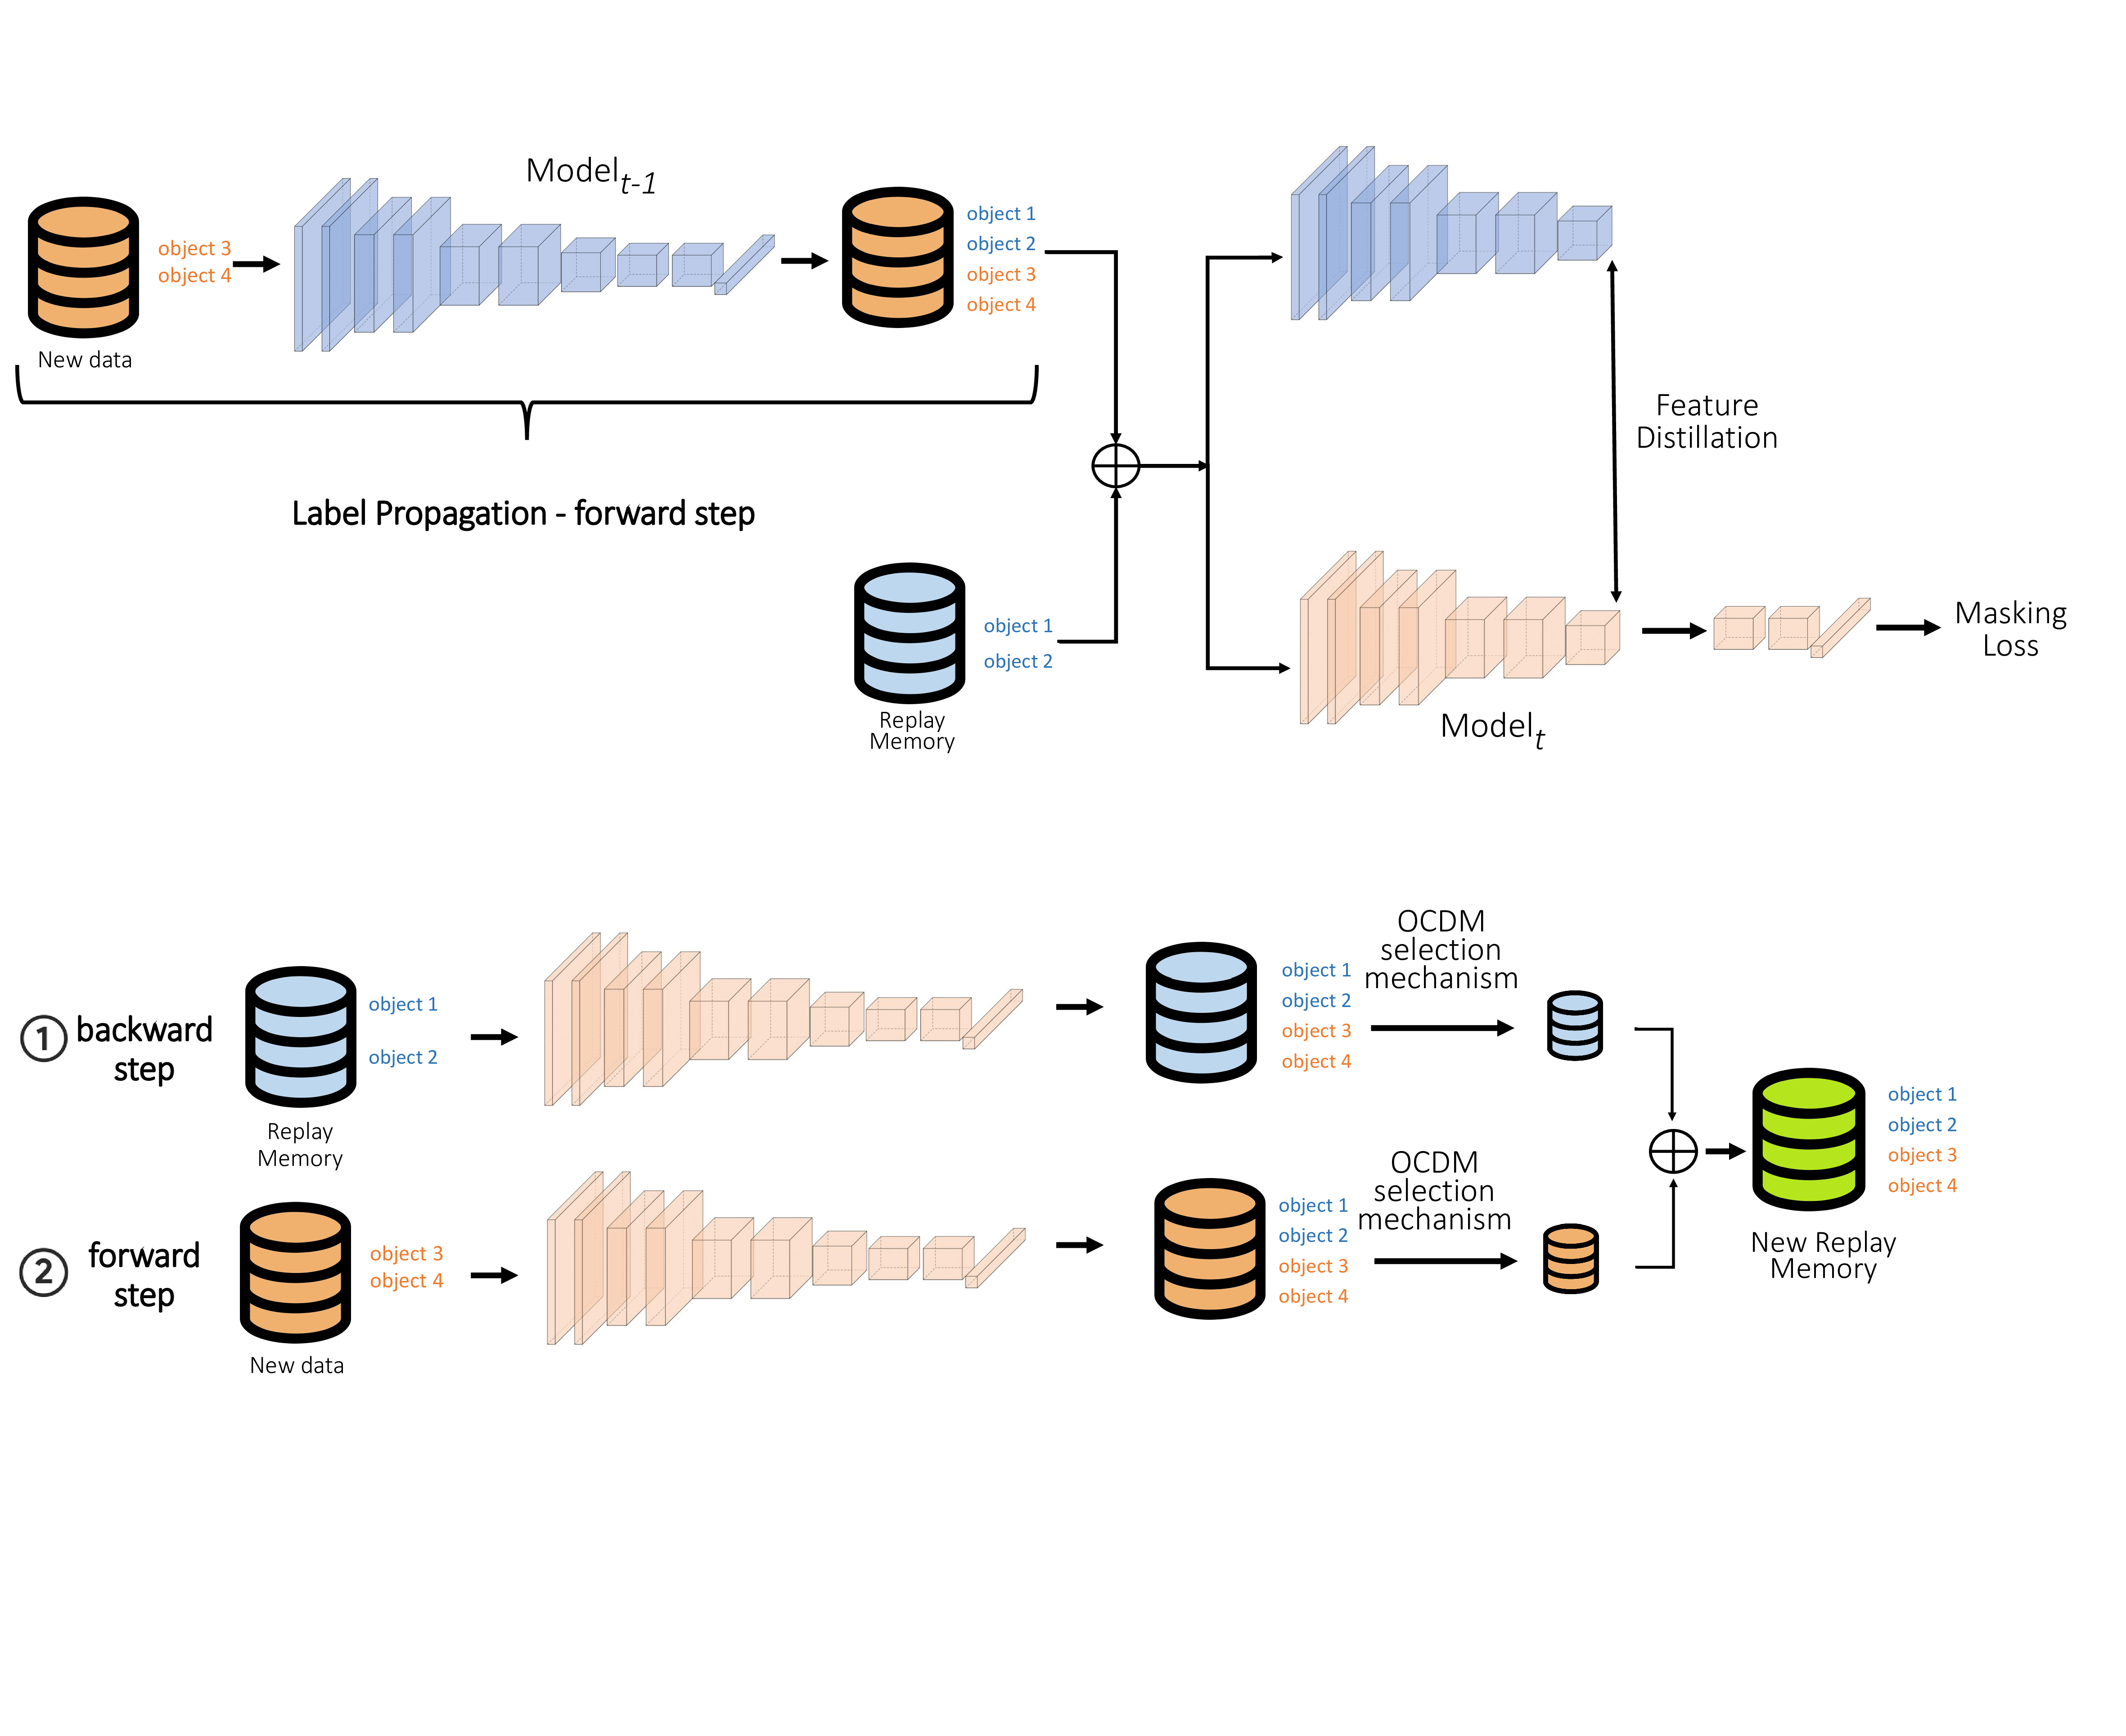 Model t-1
object 3
object 4
New data
object 1
object 2
object 3
object 4
Label Propagation - forward step
object 1
object 2
Replay
Memory
Feature
Distillation
Model t
Masking
Loss
1 backward
step
object 1
object 2
Replay
Memory
object 1
object 2
object 3
object 4
OCDM
selection
mechanism
2 forward
step
object 3
object 4
New data
object 1
object 2
object 3
object 4
OCDM
selection
mechanism
object 1
object 2
object 3
object 4
New Replay
Memory